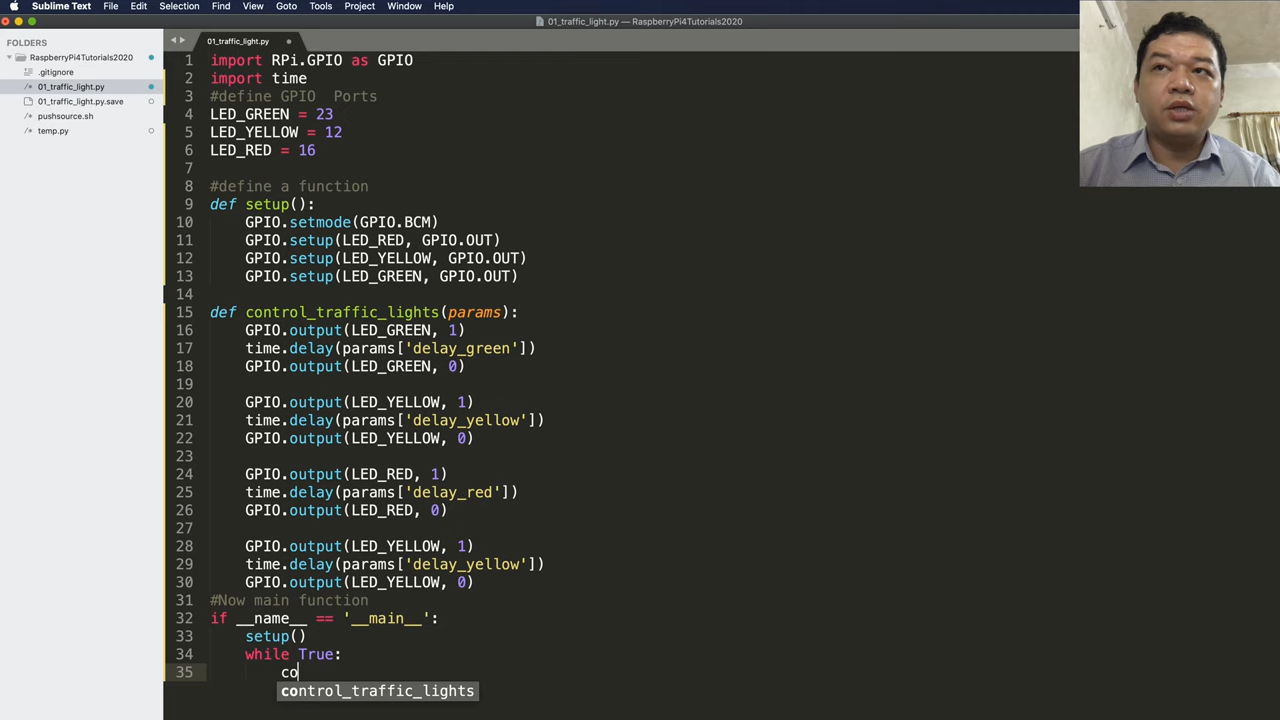 Sublime Text File Edit Selection Find View Goto Tools Project Window Help
01_traffic_light.py — RaspberryPi4Tutorials2020
FOLDERS
RaspberryPi4Tutorials2020
.gitignore
01_traffic_light.py
01_traffic_light.py.save
pushsource.sh
temp.py
01_traffic_light.py
1 import RPi.GPIO as GPIO
2 import time
3 #define GPIO  Ports
4 LED_GREEN = 23
5 LED_YELLOW = 12
6 LED_RED = 16
7
8 #define a function
9 def setup():
10 GPIO.setmode(GPIO.BCM)
11 GPIO.setup(LED_RED, GPIO.OUT)
12 GPIO.setup(LED_YELLOW, GPIO.OUT)
13 GPIO.setup(LED_GREEN, GPIO.OUT)
14
15 def control_traffic_lights(params):
16 GPIO.output(LED_GREEN, 1)
17 time.delay(params['delay_green'])
18 GPIO.output(LED_GREEN, 0)
19
20 GPIO.output(LED_YELLOW, 1)
21 time.delay(params['delay_yellow'])
22 GPIO.output(LED_YELLOW, 0)
23
24 GPIO.output(LED_RED, 1)
25 time.delay(params['delay_red'])
26 GPIO.output(LED_RED, 0)
27
28 GPIO.output(LED_YELLOW, 1)
29 time.delay(params['delay_yellow'])
30 GPIO.output(LED_YELLOW, 0)
31 #Now main function
32 if __name__ == '__main__':
33 setup()
34 while True:
35 co
control_traffic_lights